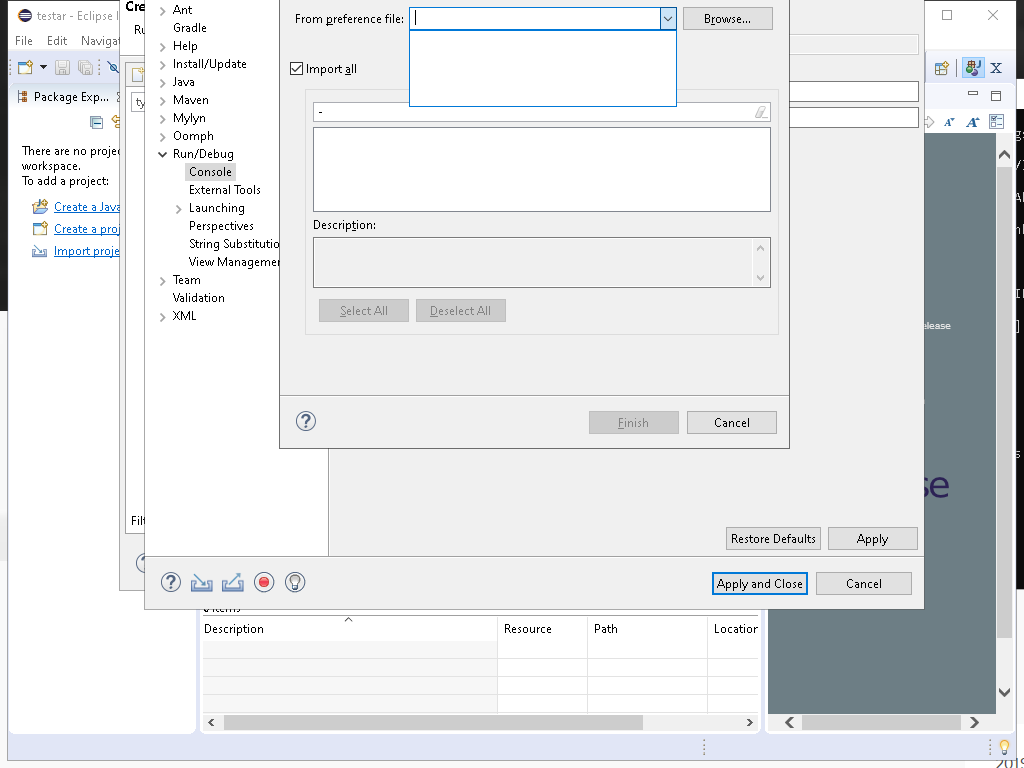 testar - Eclipse I
File Edit Navigat
Package Exp...
There are no projec
workspace.
To add a project:
Create a Java
Create a proj
Import proje
Cre
Ru
ty
Filt
Ant
Gradle
Help
Install/Update
Java
Maven
Mylyn
Oomph
Run/Debug
Console
External Tools
Launching
Perspectives
String Substitutio
View Managemen
Team
Validation
XML
From preference file:
Browse...
Import all
-
Description:
Select All
Deselect All
Finish
Cancel
Restore Defaults
Apply
Apply and Close
Cancel
elease
se
Description
Resource
Path
Location
2019